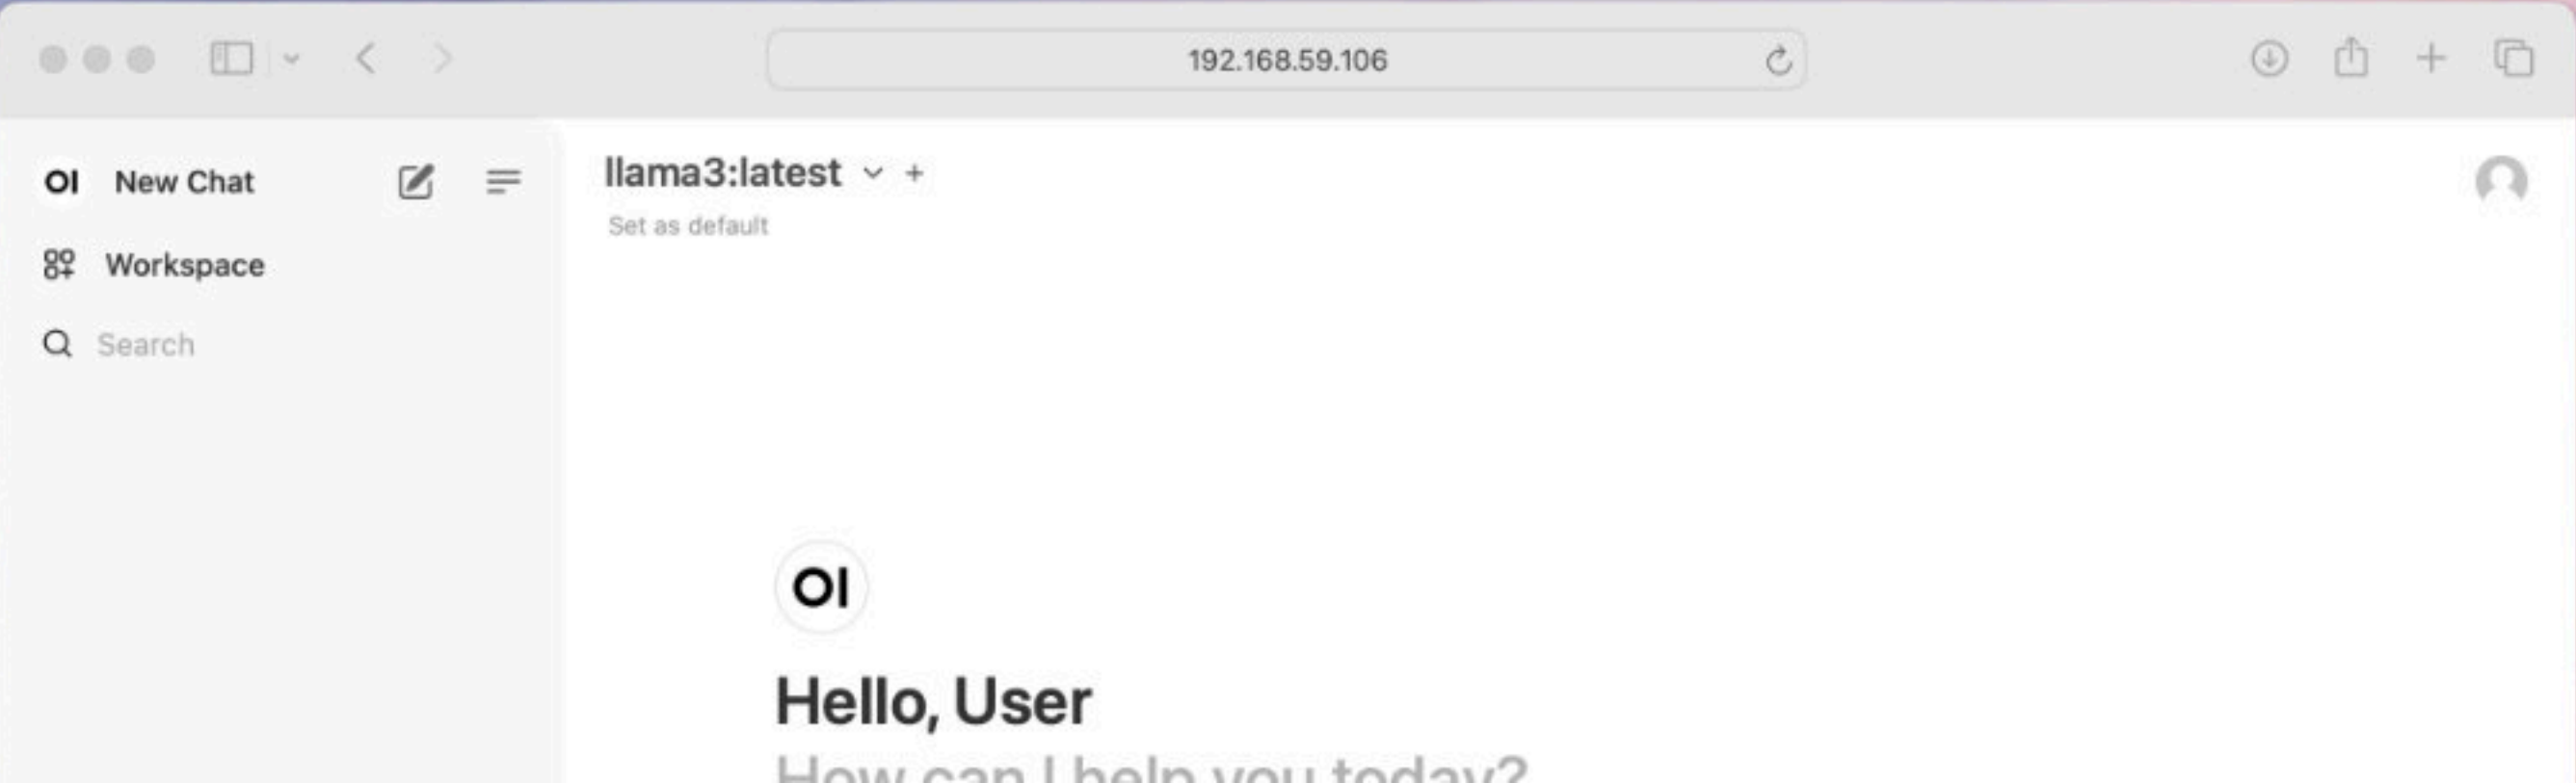 192.168.59.106
OI New Chat
Workspace
Search
llama3:latest
Set as default
OI
Hello, User
How can I help you today?